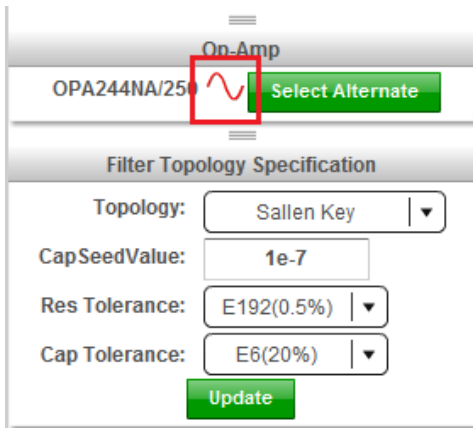 Op-Amp
OPA244NA/250 Select Alternate
Filter Topology Specification
Topology: Sallen Key
CapSeedValue: 1e-7
Res Tolerance: E192(0.5%)
Cap Tolerance: E6(20%)
Update